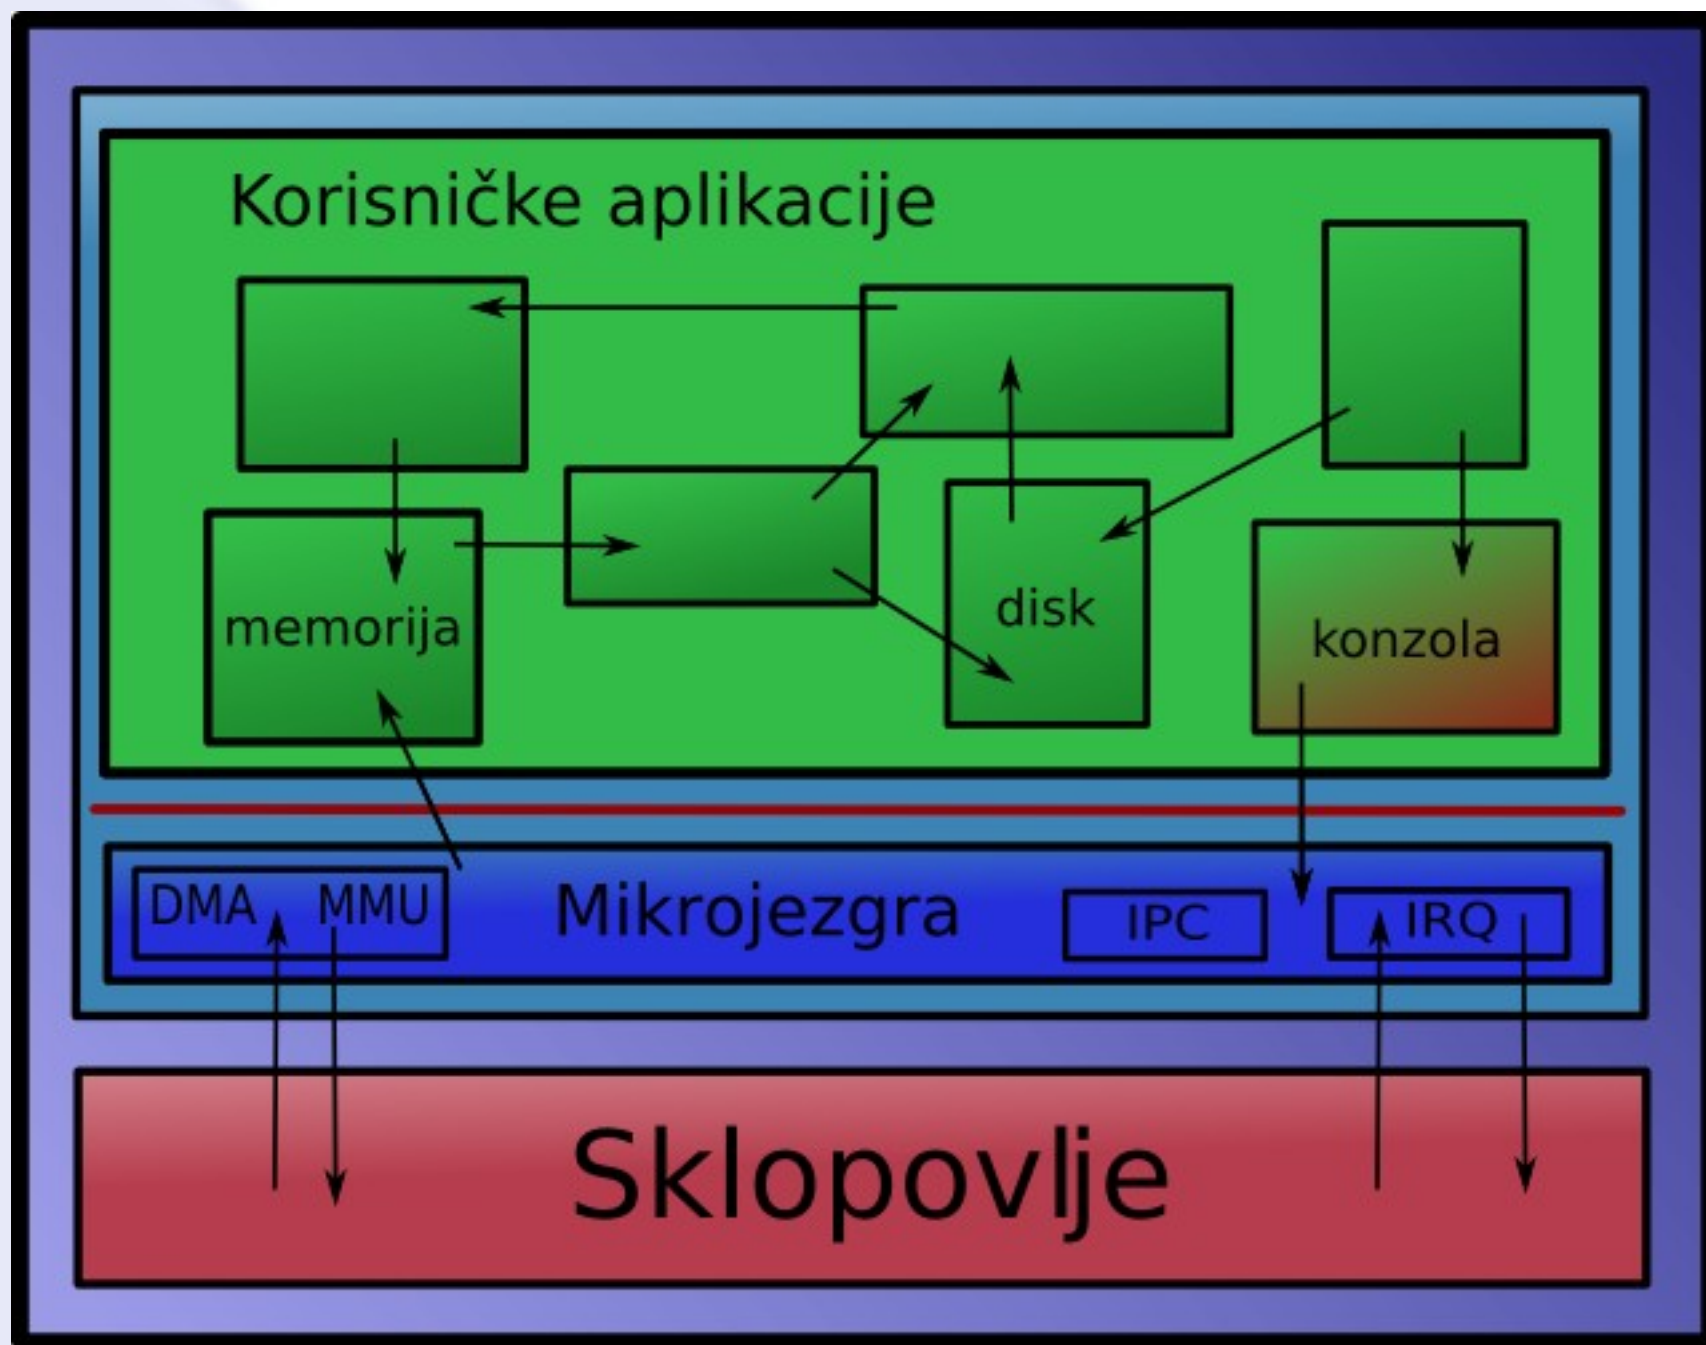 Korisničke aplikacije
memorija
disk
konzola
DMA MMU
Mikrojezgra
IPC
IRQ
Sklopovlje